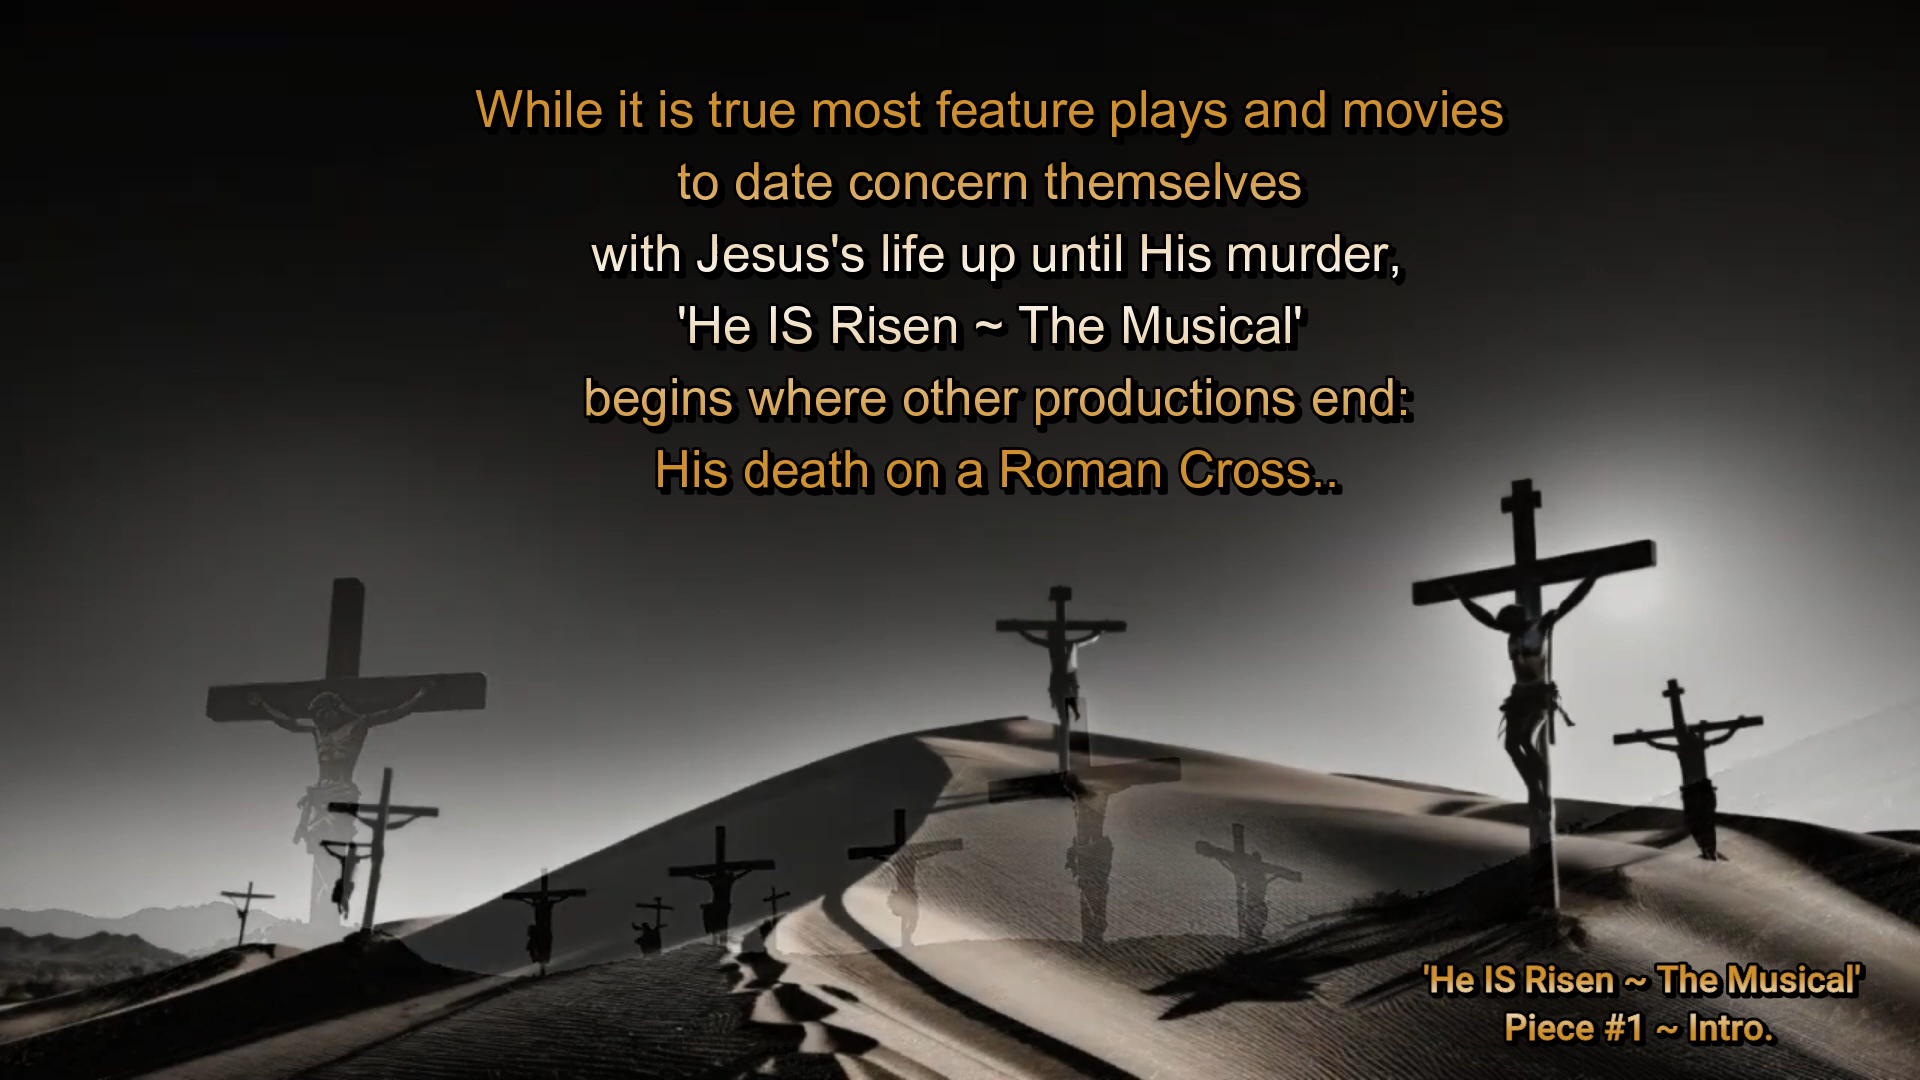 While it is true most feature plays and movies
to date concern themselves
with Jesus's life up until His murder,
'He IS Risen ~ The Musical'
begins where other productions end:
His death on a Roman Cross..
'He IS Risen ~ The Musical'
Piece #1 ~ Intro.